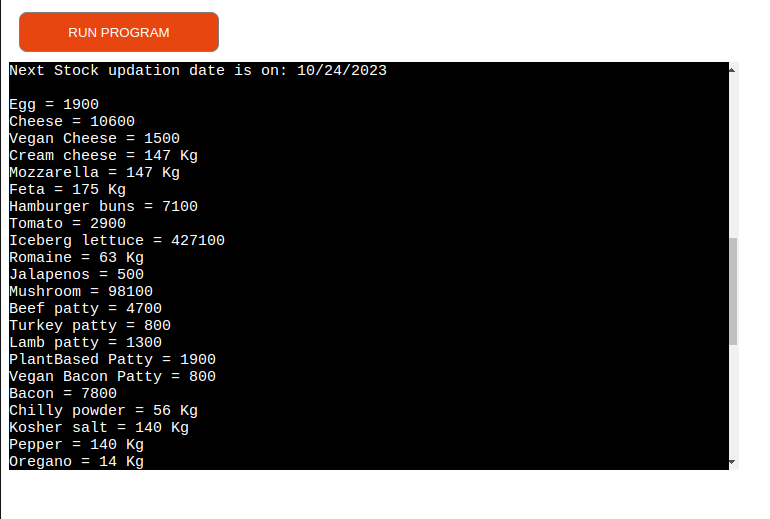 RUN PROGRAM
Next Stock updation date is on: 10/24/2023
Egg = 1900
Cheese = 10600
Vegan Cheese = 1500
Cream cheese = 147 Kg
Mozzarella = 147 Kg
Feta = 175 Kg
Hamburger buns = 7100
Tomato = 2900
Iceberg lettuce = 427100
Romaine = 63 Kg
Jalapenos = 500
Mushroom = 98100
Beef patty = 4700
Turkey patty = 800
Lamb patty = 1300
PlantBased Patty = 1900
Vegan Bacon Patty = 800
Bacon = 7800
Chilly powder = 56 Kg
Kosher salt = 140 Kg
Pepper = 140 Kg
Oregano = 14 Kg